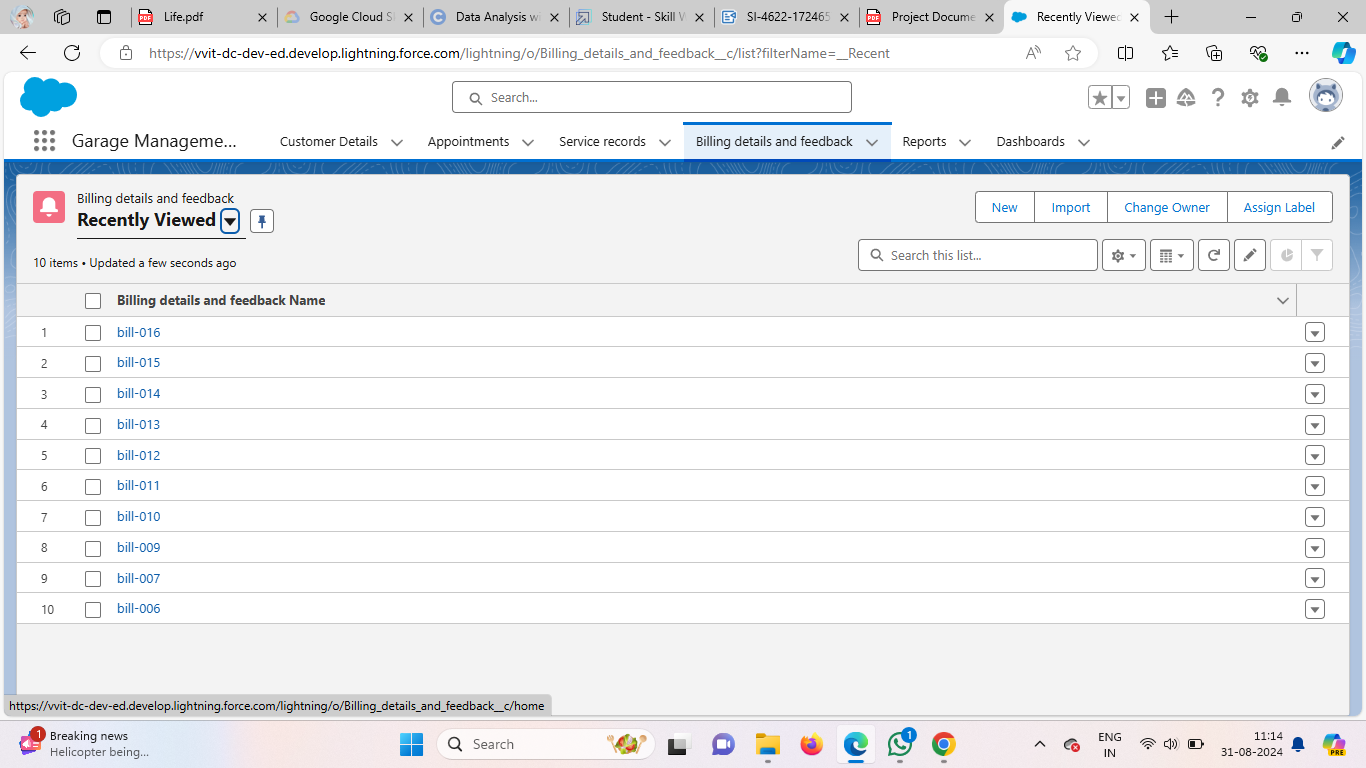 Life.pdf
Google Cloud S
Data Analysis w
Student - Skill W
SI-4622-172465
Project Docume
Recently Viewed
https://vvit-dc-dev-ed.develop.lightning.force.com/lightning/o/Billing_details_and_feedback__c/list?filterName=__Recent
Search...
Garage Manageme...
Customer Details
Appointments
Service records
Billing details and feedback
Reports
Dashboards
Billing details and feedback
Recently Viewed
New
Import
Change Owner
Assign Label
10 items • Updated a few seconds ago
Search this list...
Billing details and feedback Name
1 bill-016
2 bill-015
3 bill-014
4 bill-013
5 bill-012
6 bill-011
7 bill-010
8 bill-009
9 bill-007
10 bill-006
https://vvit-dc-dev-ed.develop.lightning.force.com/lightning/o/Billing_details_and_feedback__c/home
1
Breaking news
Helicopter being...
Search
1
ENG
IN
11:14
31-08-2024
PRE